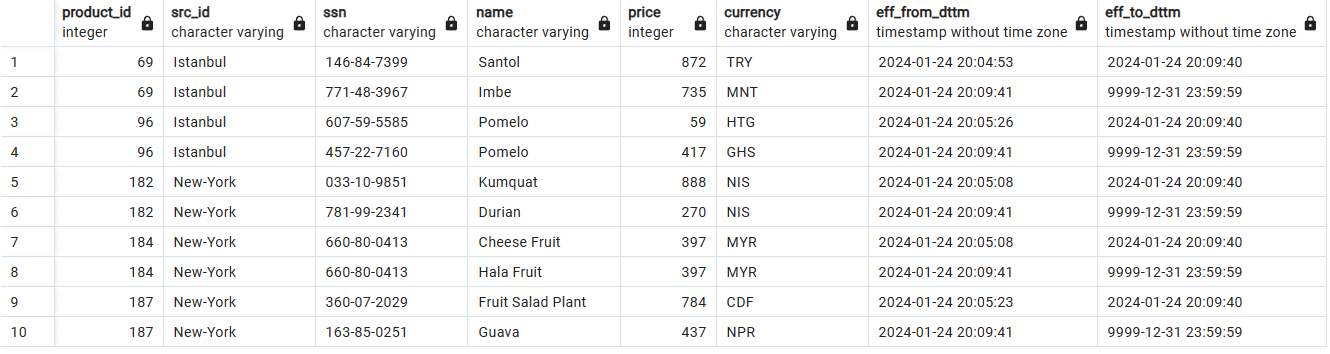 product_id src_id ssn name price currency eff_from_dttm eff_to_dttm
integer character varying character varying character varying integer character varying timestamp without time zone timestamp without time zone
1 69 Istanbul 146-84-7399 Santol 872 TRY 2024-01-24 20:04:53 2024-01-24 20:09:40
2 69 Istanbul 771-48-3967 Imbe 735 MNT 2024-01-24 20:09:41 9999-12-31 23:59:59
3 96 Istanbul 607-59-5585 Pomelo 59 HTG 2024-01-24 20:05:26 2024-01-24 20:09:40
4 96 Istanbul 457-22-7160 Pomelo 417 GHS 2024-01-24 20:09:41 9999-12-31 23:59:59
5 182 New-York 033-10-9851 Kumquat 888 NIS 2024-01-24 20:05:08 2024-01-24 20:09:40
6 182 New-York 781-99-2341 Durian 270 NIS 2024-01-24 20:09:41 9999-12-31 23:59:59
7 184 New-York 660-80-0413 Cheese Fruit 397 MYR 2024-01-24 20:05:08 2024-01-24 20:09:40
8 184 New-York 660-80-0413 Hala Fruit 397 MYR 2024-01-24 20:09:41 9999-12-31 23:59:59
9 187 New-York 360-07-2029 Fruit Salad Plant 784 CDF 2024-01-24 20:05:23 2024-01-24 20:09:40
10 187 New-York 163-85-0251 Guava 437 NPR 2024-01-24 20:09:41 9999-12-31 23:59:59